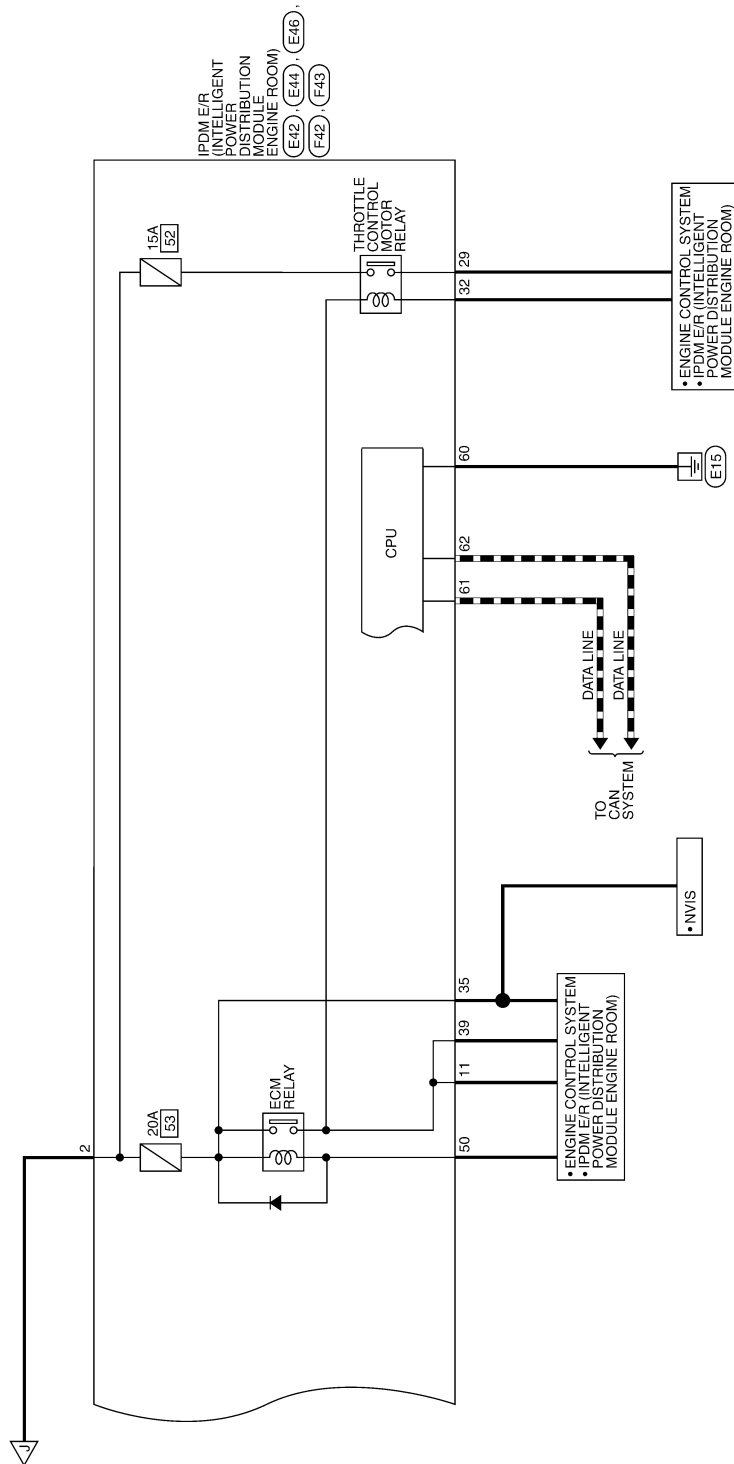 IPDM E/R
(INTELLIGENT
POWER
DISTRIBUTION
MODULE
ENGINE ROOM)
E42 , E44 , E46 ,
F42 , F43
J
2
20A
53
15A
52
ECM
RELAY
THROTTLE
CONTROL
MOTOR
RELAY
CPU
50
11
39
35
61
62
60
32
29
• ENGINE CONTROL SYSTEM
• IPDM E/R (INTELLIGENT
POWER DISTRIBUTION
MODULE ENGINE ROOM)
• NVIS
TO
CAN
SYSTEM
DATA LINE
DATA LINE
E15
• ENGINE CONTROL SYSTEM
• IPDM E/R (INTELLIGENT
POWER DISTRIBUTION
MODULE ENGINE ROOM)